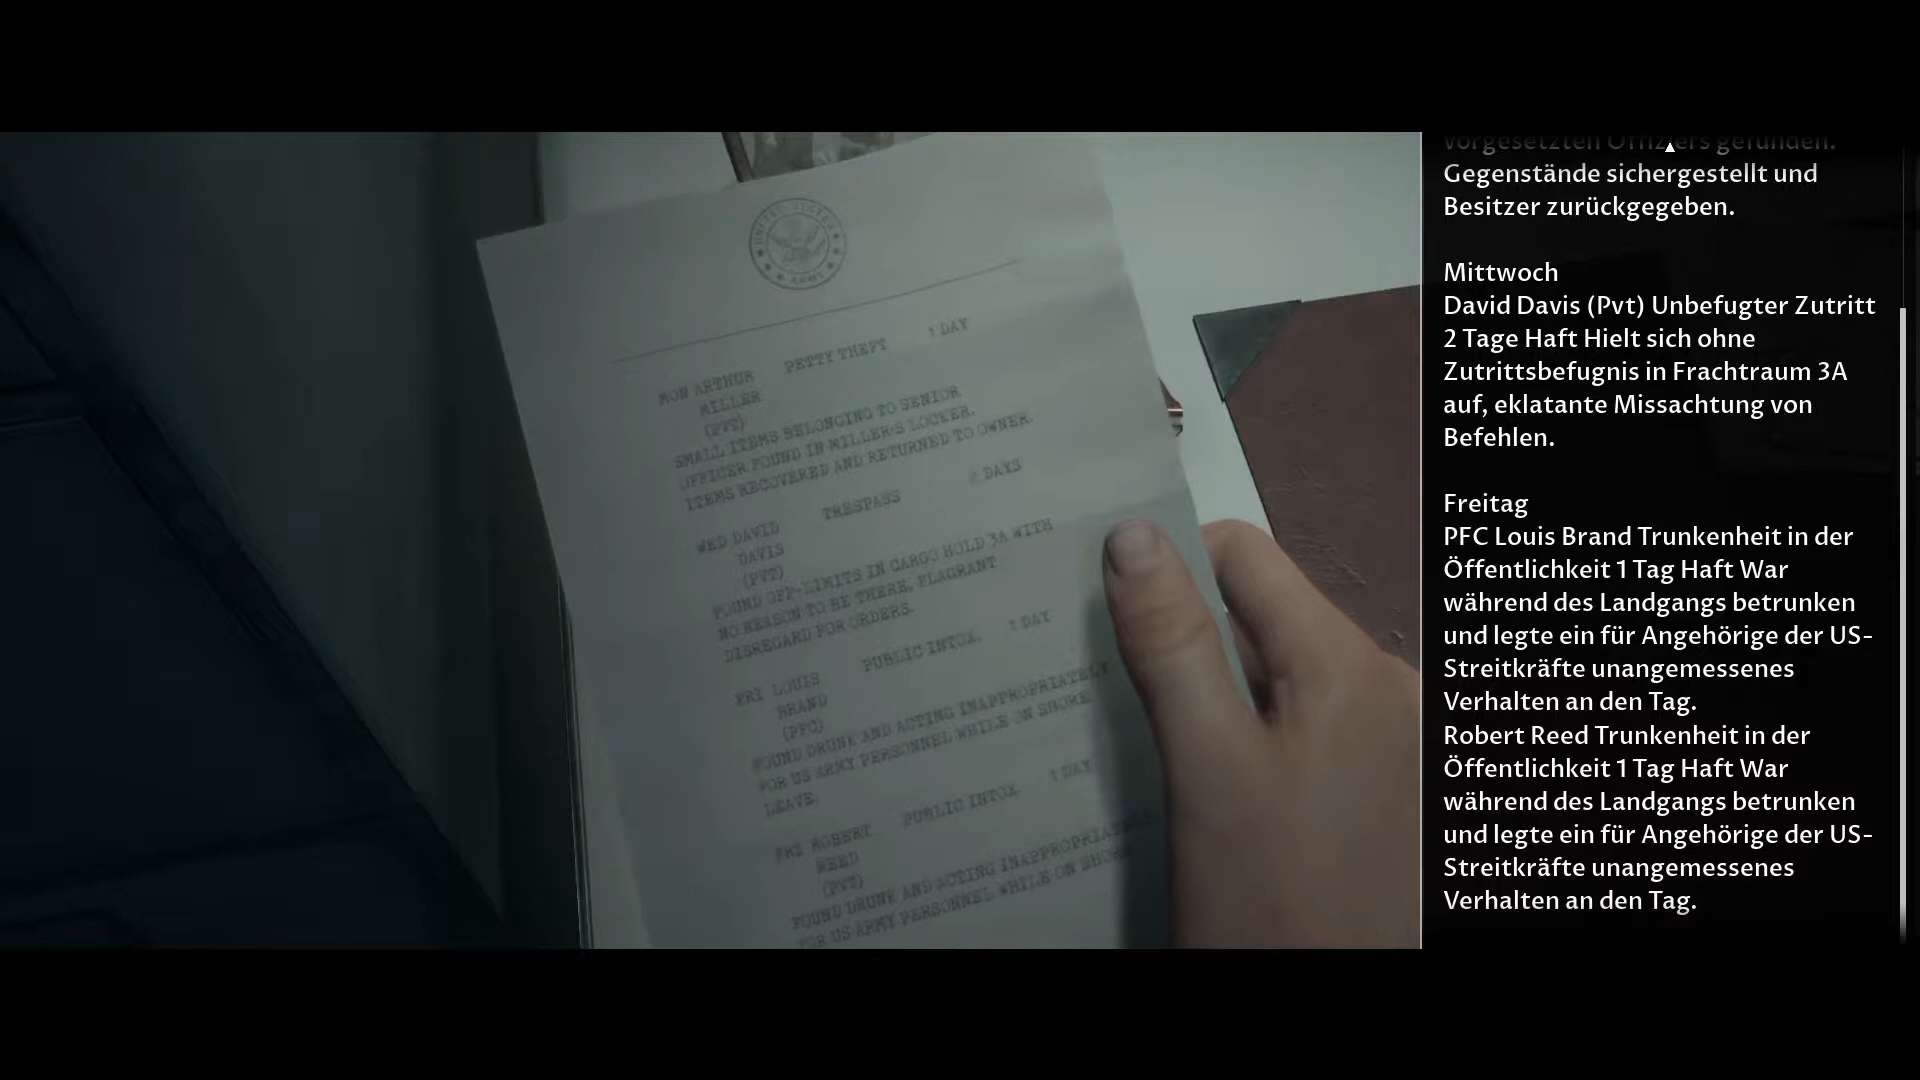 UNITED STATES
ARMY
MON ARTHUR PETTY THEFT 1 DAY
MILLER
(PVT)
SMALL ITEMS BELONGING TO SENIOR
OFFICER FOUND IN MILLER'S LOCKER.
ITEMS RECOVERED AND RETURNED TO OWNER.
WED DAVID TRESPASS 2 DAYS
DAVIS
(PVT)
FOUND OFF-LIMITS IN CARGO HOLD 3A WITH
NO REASON TO BE THERE, FLAGRANT
DISREGARD FOR ORDERS.
FRI LOUIS PUBLIC INTOX. 1 DAY
BRAND
(PFC)
FOUND DRUNK AND ACTING INAPPROPRIATELY
FOR US ARMY PERSONNEL WHILE ON SHORE
LEAVE.
FRI ROBERT PUBLIC INTOX. 1 DAY
REED
(PVT)
FOUND DRUNK AND ACTING INAPPROPRIATELY
FOR US ARMY PERSONNEL WHILE ON SHORE
vorgesetzten Offiziers gefunden.
Gegenstände sichergestellt und
Besitzer zurückgegeben.
Mittwoch
David Davis (Pvt) Unbefugter Zutritt
2 Tage Haft Hielt sich ohne
Zutrittsbefugnis in Frachtraum 3A
auf, eklatante Missachtung von
Befehlen.
Freitag
PFC Louis Brand Trunkenheit in der
Öffentlichkeit 1 Tag Haft War
während des Landgangs betrunken
und legte ein für Angehörige der US-
Streitkräfte unangemessenes
Verhalten an den Tag.
Robert Reed Trunkenheit in der
Öffentlichkeit 1 Tag Haft War
während des Landgangs betrunken
und legte ein für Angehörige der US-
Streitkräfte unangemessenes
Verhalten an den Tag.